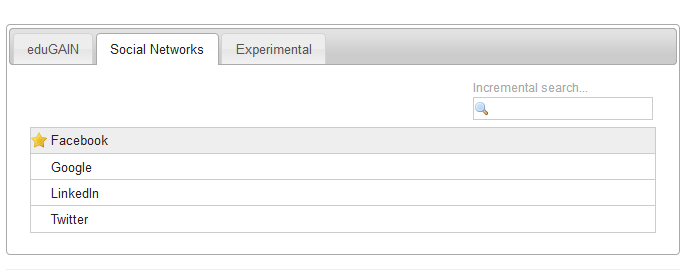 eduGAIN
Social Networks
Experimental
Incremental search...
Facebook
Google
LinkedIn
Twitter